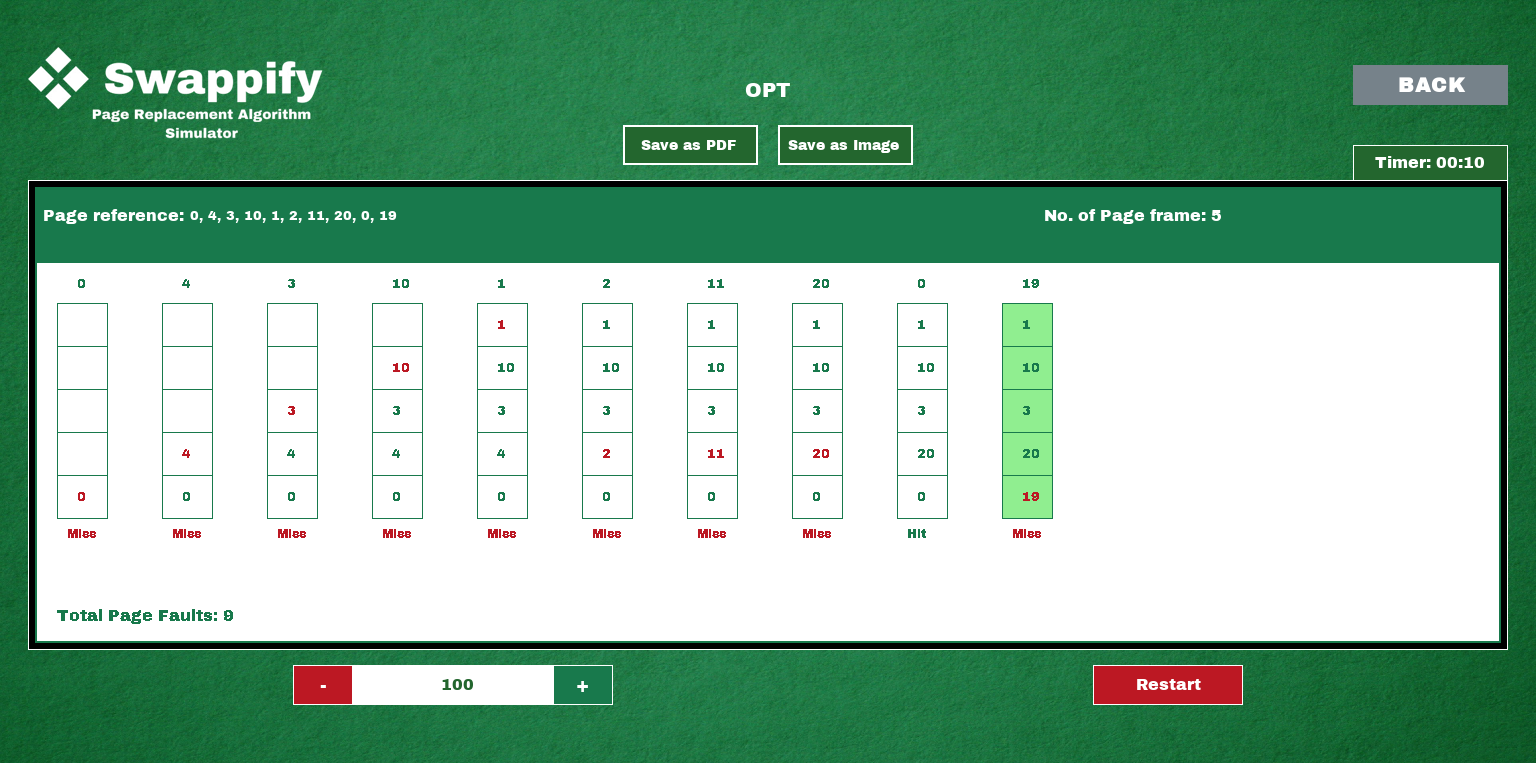 Swappify
Page Replacement Algorithm
Simulator
OPT
BACK
Save as PDF
Save as Image
Timer: 00:10
Page reference: 0, 4, 3, 10, 1, 2, 11, 20, 0, 19
No. of Page frame: 5
0 4 3 10 1 2 11 20 0 19
1 1 1 1 1 1
10 10 10 10 10 10 10
3 3 3 3 3 3 3 3
4 4 4 4 2 11 20 20 20
0 0 0 0 0 0 0 0 0 19
Miss Miss Miss Miss Miss Miss Miss Miss Hit Miss
Total Page Faults: 9
- 100 +
Restart